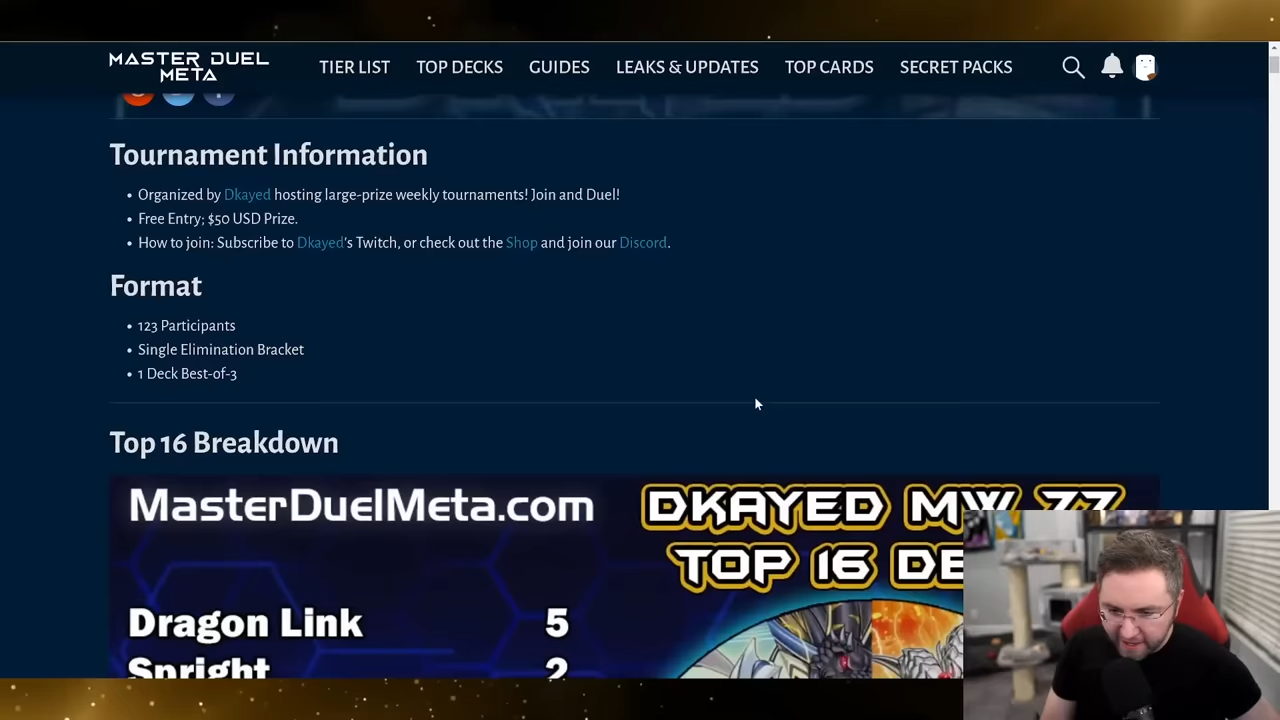 MASTER DUEL
META
TIER LIST
TOP DECKS
GUIDES
LEAKS & UPDATES
TOP CARDS
SECRET PACKS
Tournament Information
• Organized by Dkayed hosting large-prize weekly tournaments! Join and Duel!
• Free Entry; $50 USD Prize.
• How to join: Subscribe to Dkayed's Twitch, or check out the Shop and join our Discord.
Format
• 123 Participants
• Single Elimination Bracket
• 1 Deck Best-of-3
Top 16 Breakdown
MasterDuelMeta.com
DKAYED MW 77
TOP 16 DE
Dragon Link 5
Spright 2